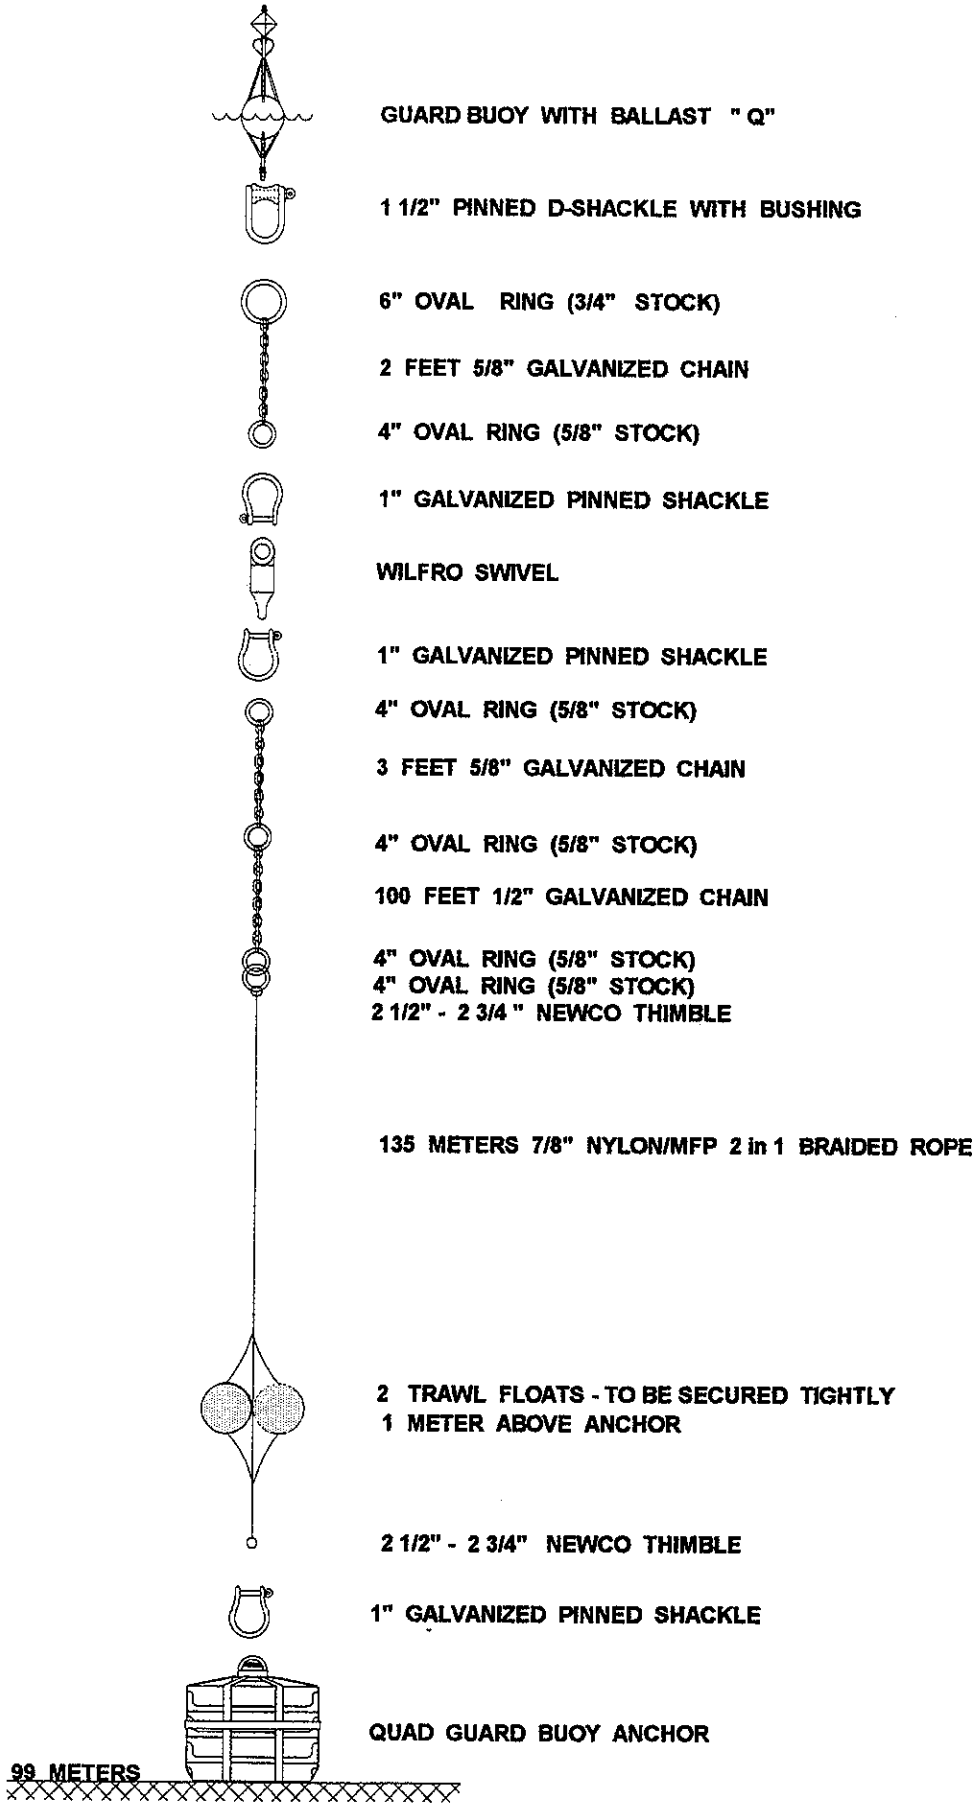 GUARD BUOY WITH BALLAST " Q"
1 1/2" PINNED D-SHACKLE WITH BUSHING
6" OVAL RING (3/4" STOCK)
2 FEET 5/8" GALVANIZED CHAIN
4" OVAL RING (5/8" STOCK)
1" GALVANIZED PINNED SHACKLE
WILFRO SWIVEL
1" GALVANIZED PINNED SHACKLE
4" OVAL RING (5/8" STOCK)
3 FEET 5/8" GALVANIZED CHAIN
4" OVAL RING (5/8" STOCK)
100 FEET 1/2" GALVANIZED CHAIN
4" OVAL RING (5/8" STOCK)
4" OVAL RING (5/8" STOCK)
2 1/2" - 2 3/4 " NEWCO THIMBLE
135 METERS 7/8" NYLON/MFP 2 in 1 BRAIDED ROPE
2 TRAWL FLOATS - TO BE SECURED TIGHTLY
1 METER ABOVE ANCHOR
2 1/2" - 2 3/4" NEWCO THIMBLE
1" GALVANIZED PINNED SHACKLE
QUAD GUARD BUOY ANCHOR
99 METERS